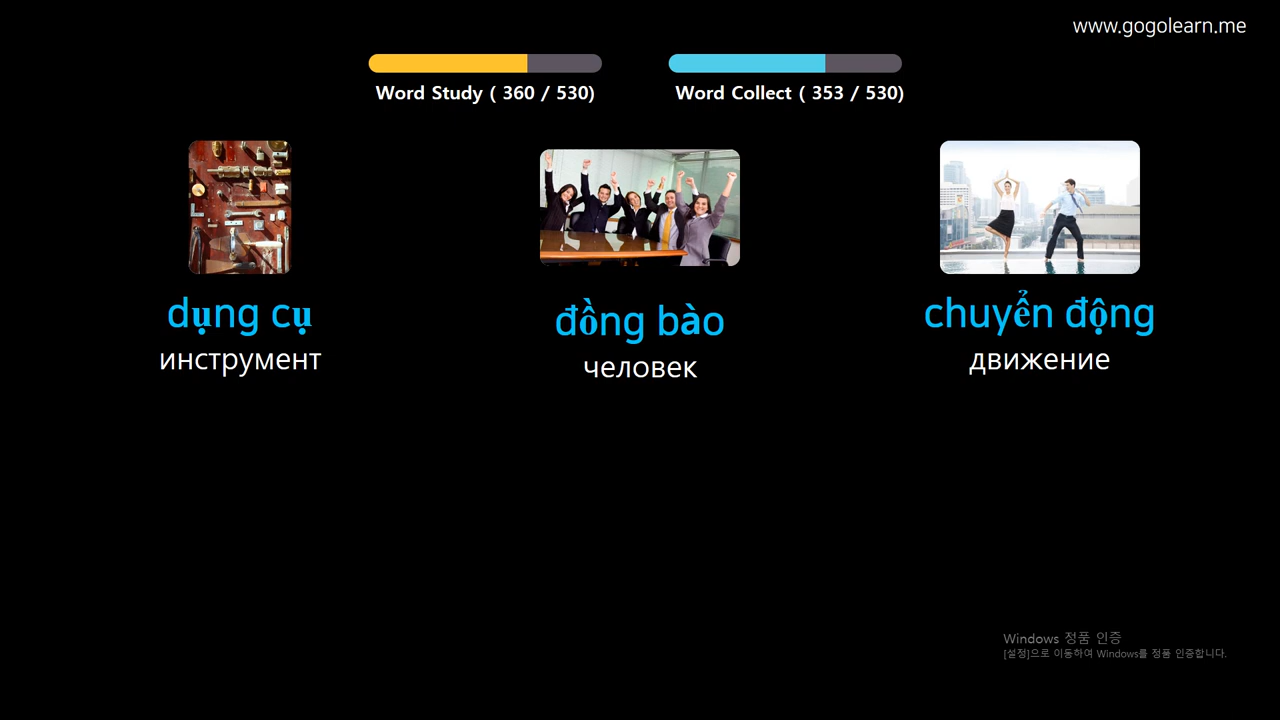 www.gogolearn.me
Word Study ( 360 / 530)
Word Collect ( 353 / 530)
dụng cụ
инструмент
đồng bào
человек
chuyển động
движение
Windows 정품 인증
[설정]으로 이동하여 Windows를 정품 인증합니다.